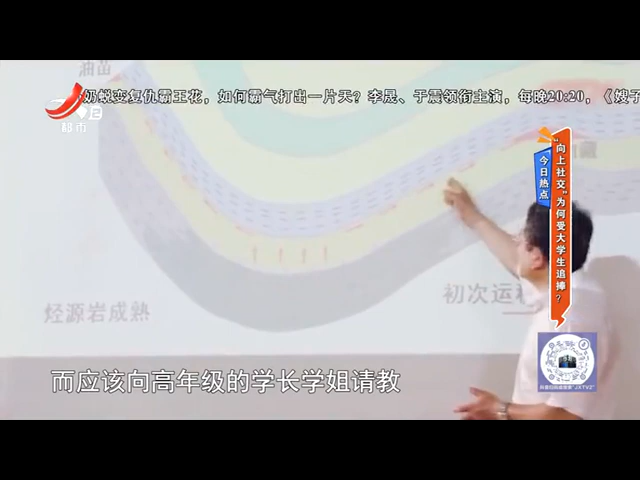 油苗
奶蜕变复仇霸王花，如何霸气打出一片天？李晟、于震领衔主演，每晚20:20，《嫂子
都市
今日热点
“向上社交”为何受大学生追捧？
烃源岩成熟
初次运移
而应该向高年级的学长学姐请教